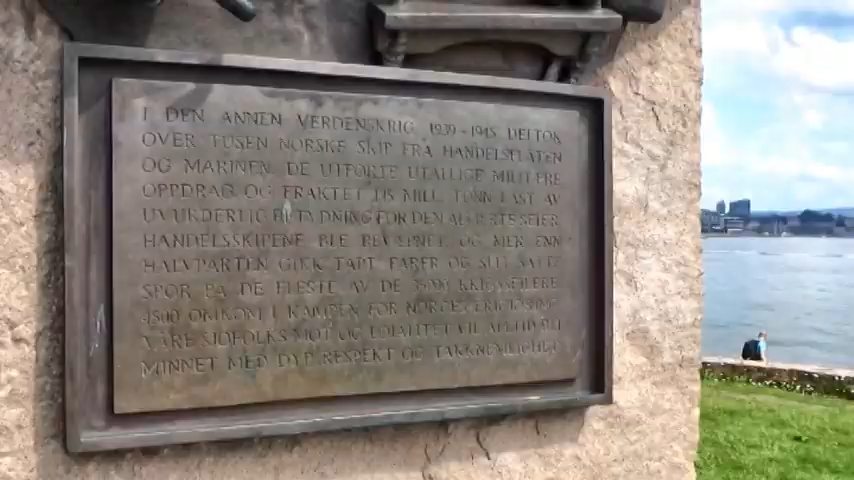 I DEN ANNEN VERDENSKRIG 1939-1945 DELTOK
OVER TUSEN NORSKE SKIP FRA HANDELSFLÅTEN
OG MARINEN. DE UTFØRTE UTALLIGE MILITÆRE
OPPDRAG OG FRAKTET MILL. TONN LAST AV
UVURDERLIG BETYDNING FOR DEN ALLIERTE SEIER
HANDELSSKIPENE BLE BEVÆPNET OG MER ENN
HALVPARTEN GIKK TAPT FARER OG SLIT SATTE
SPOR PÅ DE FLESTE AV DE KRIGSSEILERE
4500 OMKOM I KAMPEN FOR NORGES FRIGJØRING
VÅRE SJØFOLKS MOT OG LOJALITET VIL ALLTID BLI
MINNET MED DYP RESPEKT OG TAKKNEMLIGHET